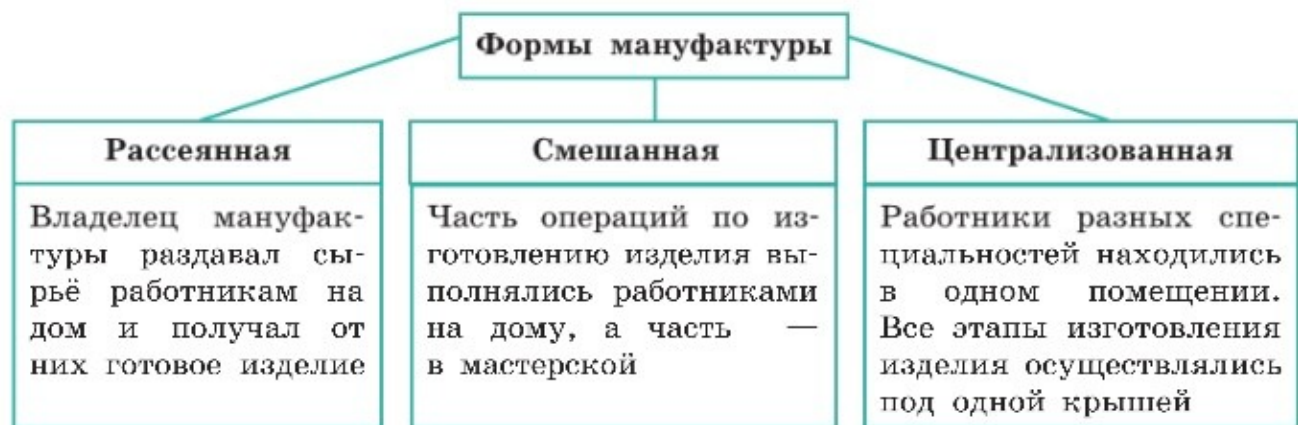 Формы мануфактуры
Рассеянная
Владелец мануфак-
туры раздавал сы-
рьё работникам на
дом и получал от
них готовое изделие
Смешанная
Часть операций по из-
готовлению изделия вы-
полнялись работниками
на дому, а часть —
в мастерской
Централизованная
Работники разных спе-
циальностей находились
в одном помещении.
Все этапы изготовления
изделия осуществлялись
под одной крышей